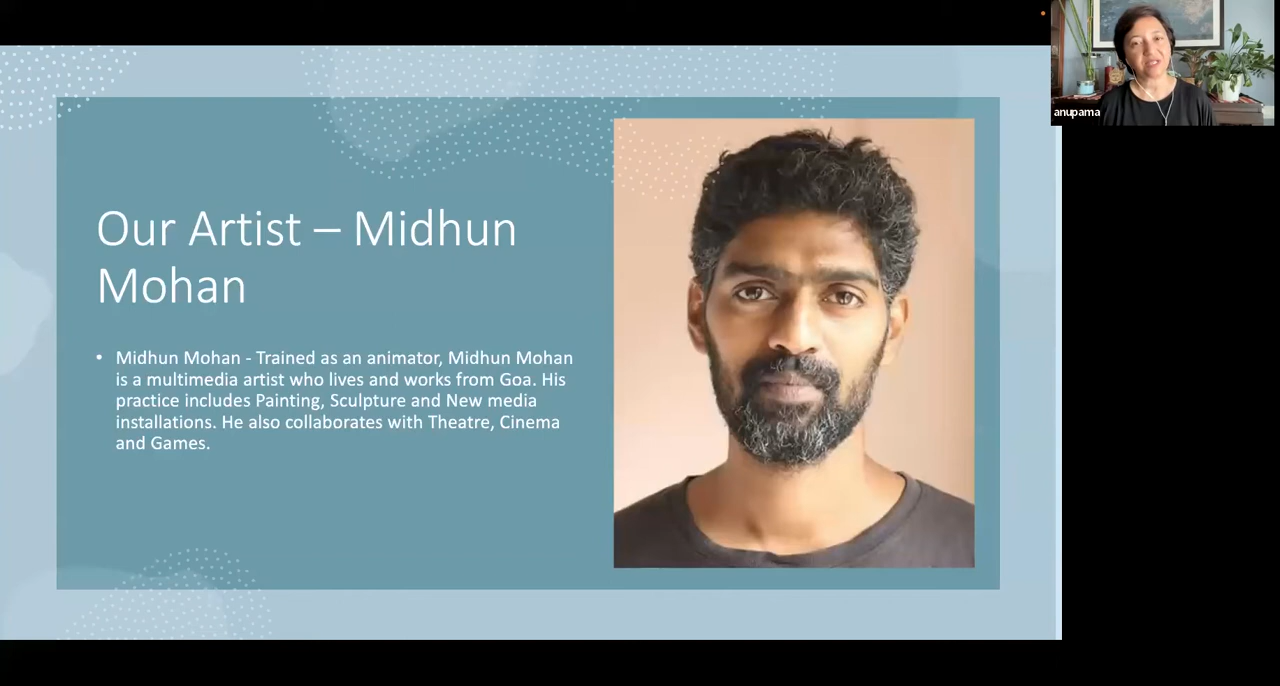 Our Artist – Midhun
Mohan
• Midhun Mohan - Trained as an animator, Midhun Mohan
is a multimedia artist who lives and works from Goa. His
practice includes Painting, Sculpture and New media
installations. He also collaborates with Theatre, Cinema
and Games.
anupama